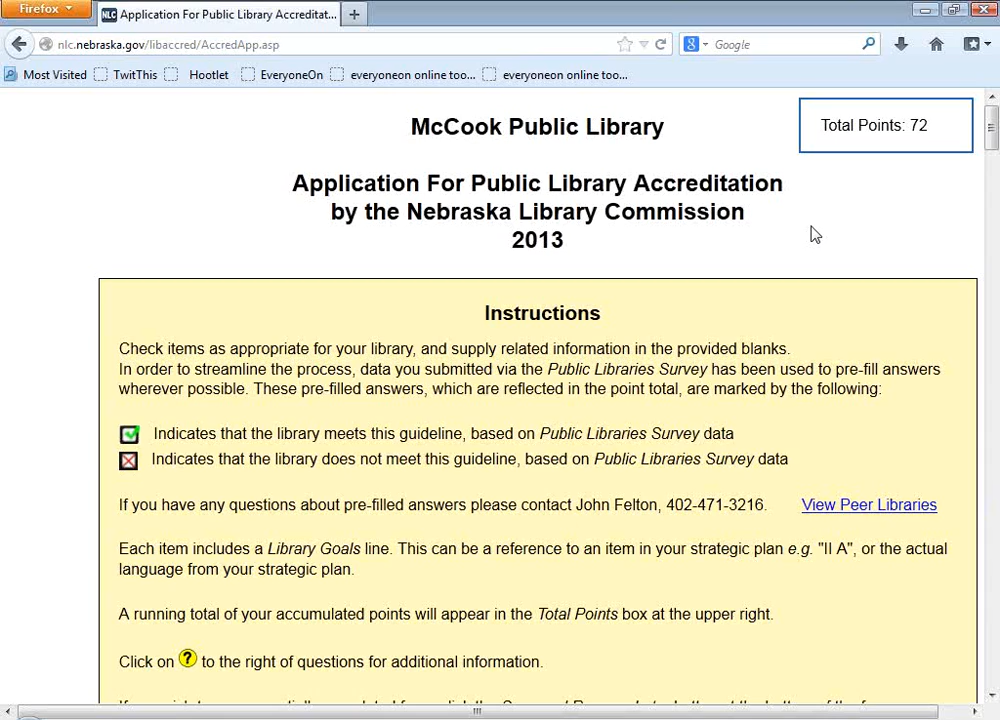 Firefox
NLC Application For Public Library Accreditat...
nlc.nebraska.gov/libaccred/AccredApp.asp
Google
Most Visited TwitThis Hootlet EveryoneOn everyoneon online too... everyoneon online too...
McCook Public Library
Total Points: 72
Application For Public Library Accreditation
by the Nebraska Library Commission
2013
Instructions
Check items as appropriate for your library, and supply related information in the provided blanks.
In order to streamline the process, data you submitted via the Public Libraries Survey has been used to pre-fill answers
wherever possible. These pre-filled answers, which are reflected in the point total, are marked by the following:
Indicates that the library meets this guideline, based on Public Libraries Survey data
Indicates that the library does not meet this guideline, based on Public Libraries Survey data
If you have any questions about pre-filled answers please contact John Felton, 402-471-3216. View Peer Libraries
Each item includes a Library Goals line. This can be a reference to an item in your strategic plan e.g. "II A", or the actual
language from your strategic plan.
A running total of your accumulated points will appear in the Total Points box at the upper right.
Click on ? to the right of questions for additional information.